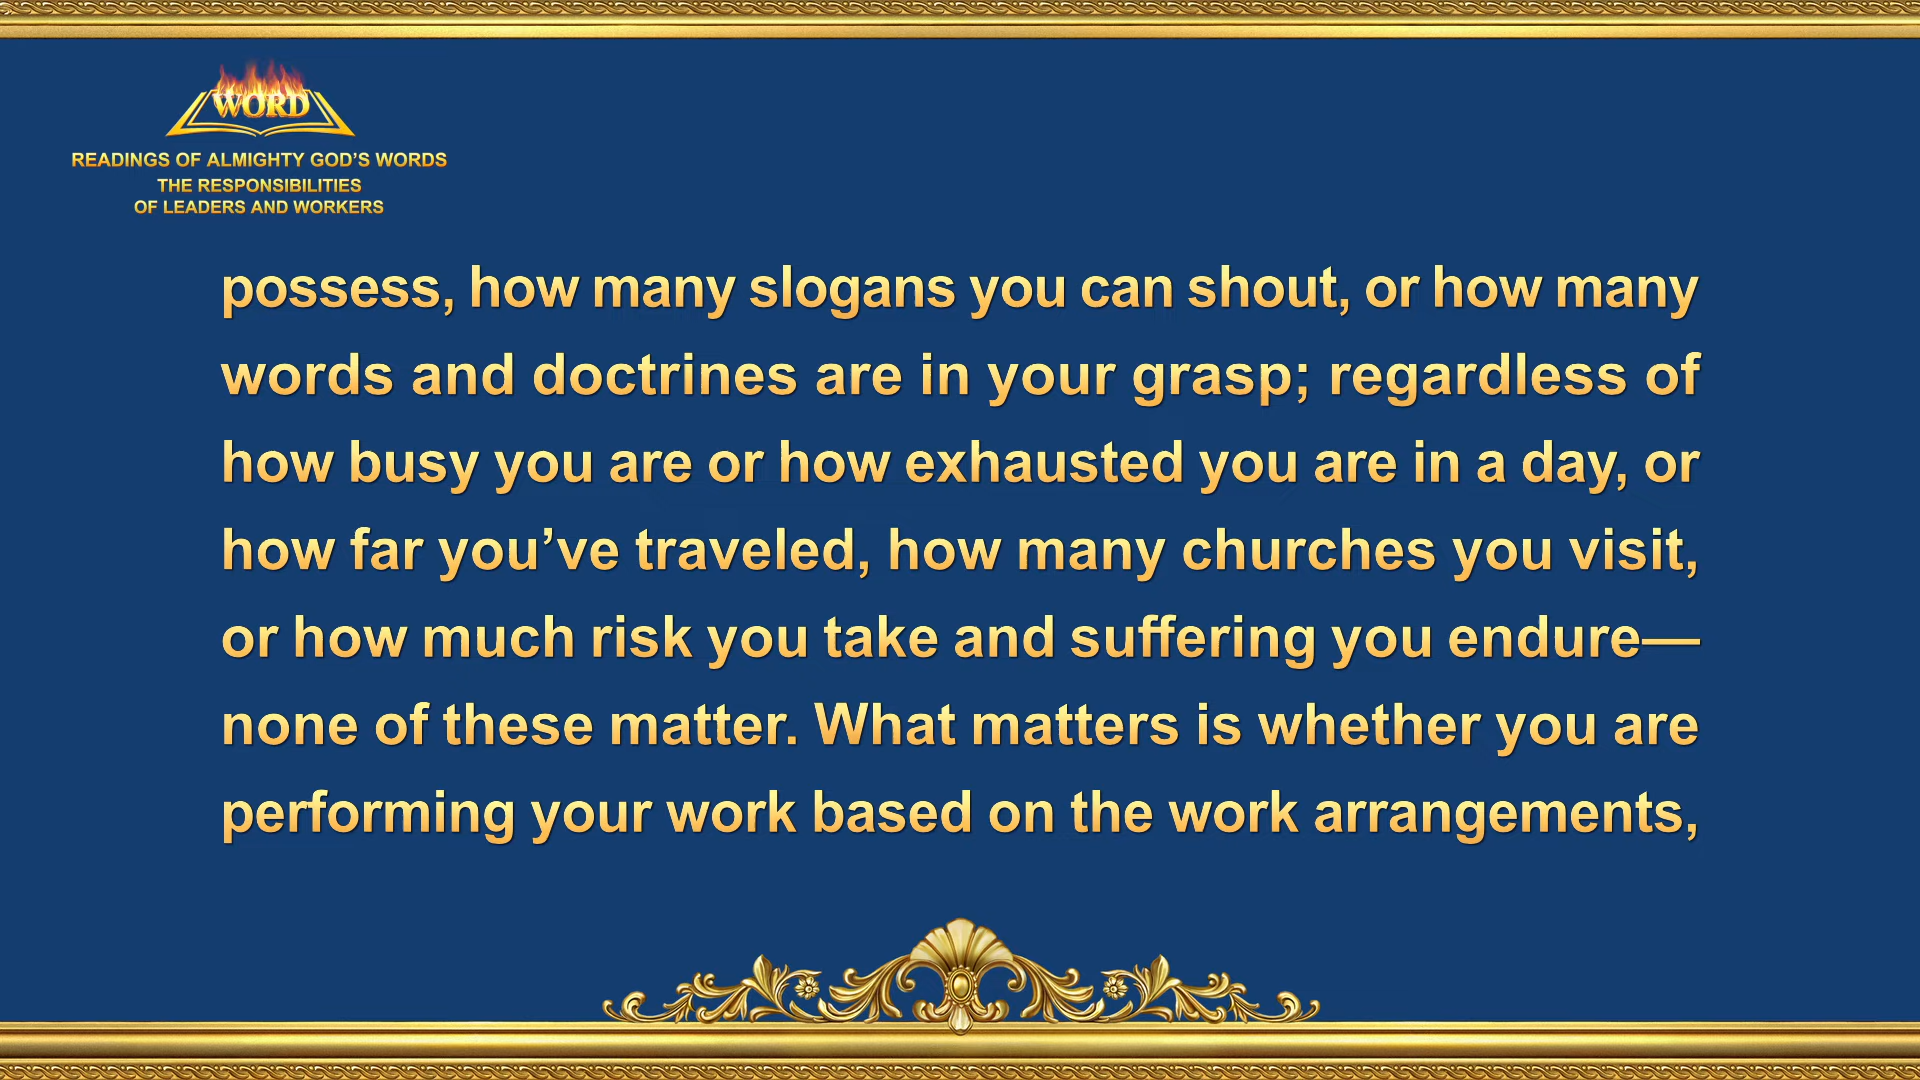 WORD
READINGS OF ALMIGHTY GOD’S WORDS
THE RESPONSIBILITIES
OF LEADERS AND WORKERS
possess, how many slogans you can shout, or how many
words and doctrines are in your grasp; regardless of
how busy you are or how exhausted you are in a day, or
how far you’ve traveled, how many churches you visit,
or how much risk you take and suffering you endure—
none of these matter. What matters is whether you are
performing your work based on the work arrangements,